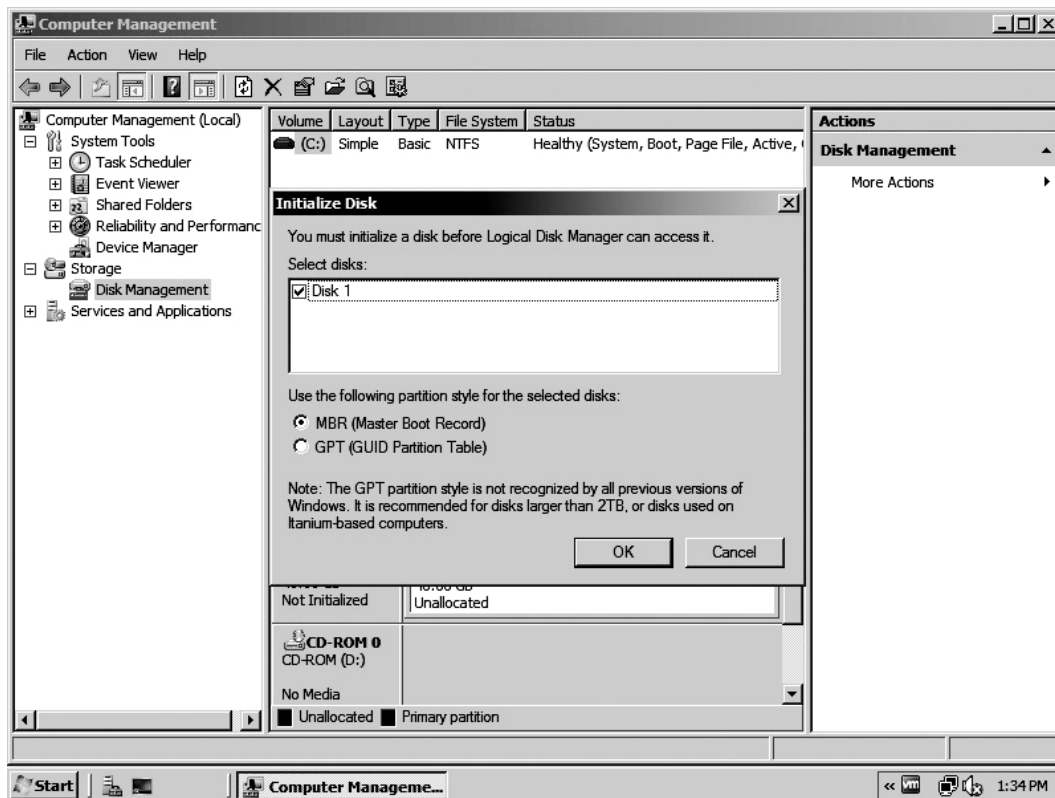 Computer Management
File Action View Help
Computer Management (Local)
System Tools
Task Scheduler
Event Viewer
Shared Folders
Reliability and Performanc
Device Manager
Storage
Disk Management
Services and Applications
Volume Layout Type File System Status
(C:) Simple Basic NTFS Healthy (System, Boot, Page File, Active,
Initialize Disk
You must initialize a disk before Logical Disk Manager can access it.
Select disks:
Disk 1
Use the following partition style for the selected disks:
MBR (Master Boot Record)
GPT (GUID Partition Table)
Note: The GPT partition style is not recognized by all previous versions of
Windows. It is recommended for disks larger than 2TB, or disks used on
Itanium-based computers.
OK Cancel
Not Initialized
Unallocated
CD-ROM 0
CD-ROM (D:)
No Media
Unallocated Primary partition
Actions
Disk Management
More Actions
Start
Computer Manageme...
« vm 1:34 PM